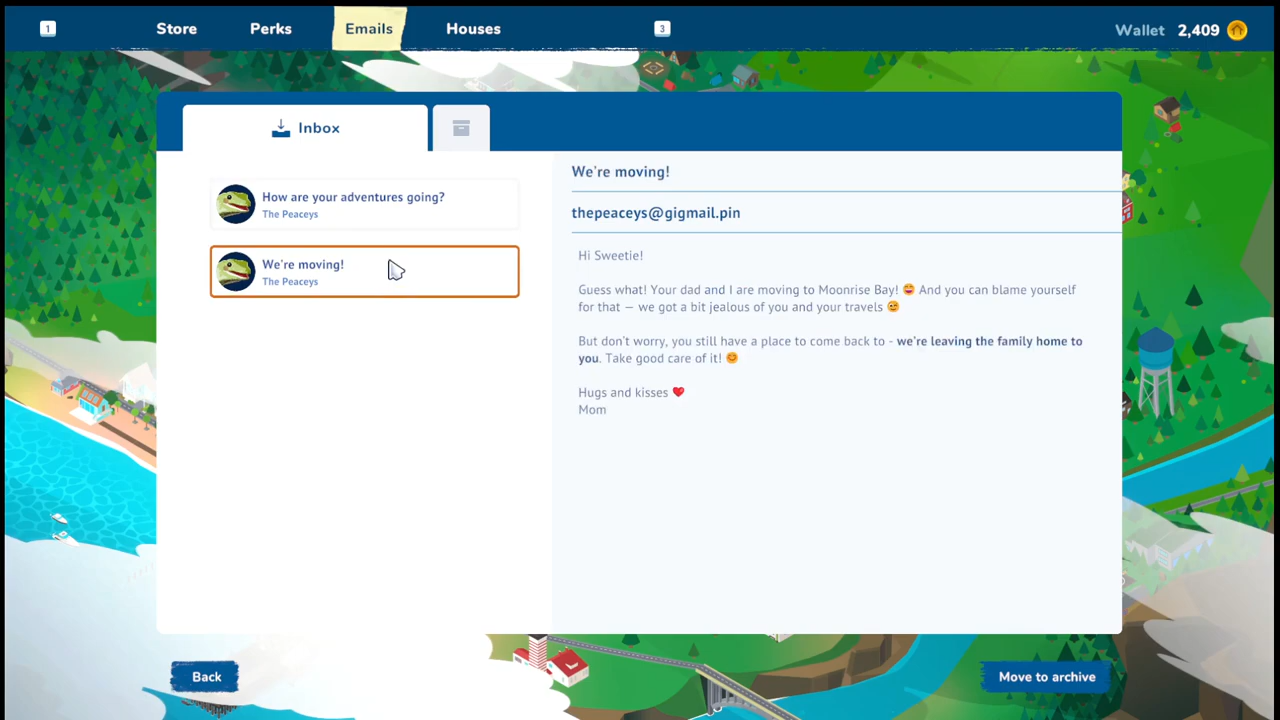 1 Store Perks Emails Houses 3 Wallet 2,409
Inbox
How are your adventures going?
The Peaceys
We're moving!
The Peaceys
We're moving!
thepeaceys@gigmail.pin
Hi Sweetie!
Guess what! Your dad and I are moving to Moonrise Bay! 😄 And you can blame yourself
for that — we got a bit jealous of you and your travels 😉
But don't worry, you still have a place to come back to - we're leaving the family home to
you. Take good care of it! 😊
Hugs and kisses ❤️
Mom
Back
Move to archive